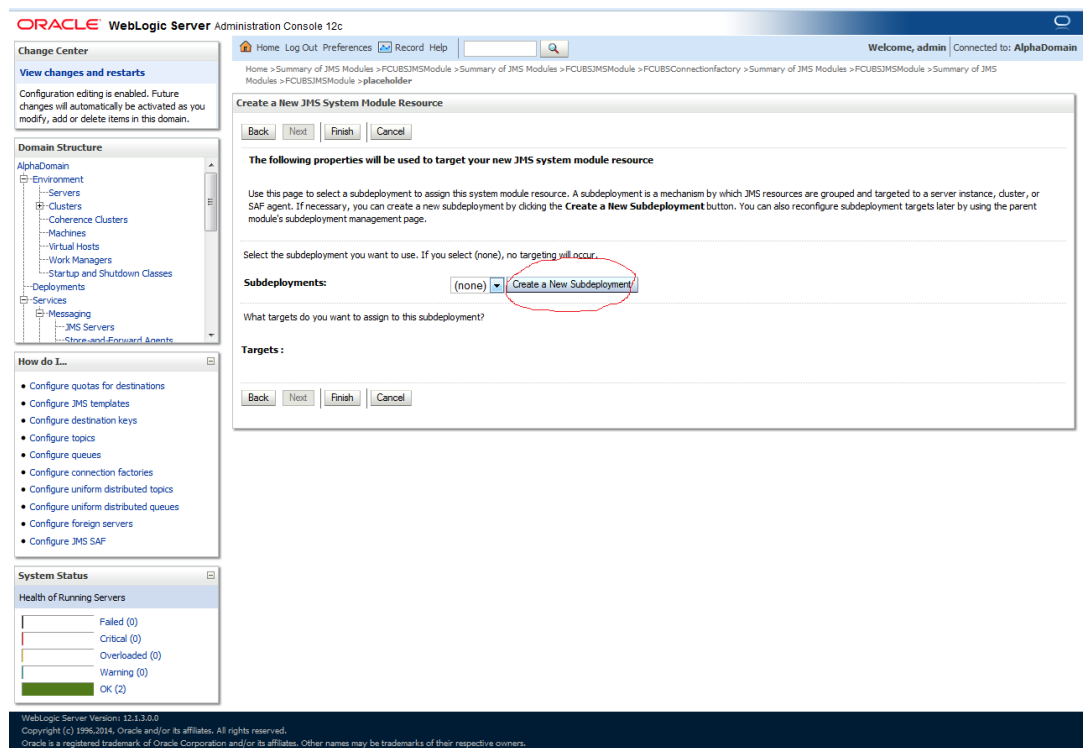 ORACLE WebLogic Server Administration Console 12c
Change Center
View changes and restarts
Configuration editing is enabled. Future
changes will automatically be activated as you
modify, add or delete items in this domain.
Domain Structure
AlphaDomain
Environment
Servers
Clusters
Coherence Clusters
Machines
Virtual Hosts
Work Managers
Startup and Shutdown Classes
Deployments
Services
Messaging
JMS Servers
Store-and-Forward Agents
How do I...
Configure quotas for destinations
Configure JMS templates
Configure destination keys
Configure topics
Configure queues
Configure connection factories
Configure uniform distributed topics
Configure uniform distributed queues
Configure foreign servers
Configure JMS SAF
System Status
Health of Running Servers
Failed (0)
Critical (0)
Overloaded (0)
Warning (0)
OK (2)
Home Log Out Preferences Record Help
Welcome, admin Connected to: AlphaDomain
Home >Summary of JMS Modules >FCUBSJMSModule >Summary of JMS Modules >FCUBSJMSModule >FCUBSConnectionfactory >Summary of JMS Modules >FCUBSJMSModule >Summary of JMS
Modules >FCUBSJMSModule >placeholder
Create a New JMS System Module Resource
Back Next Finish Cancel
The following properties will be used to target your new JMS system module resource
Use this page to select a subdeployment to assign this system module resource. A subdeployment is a mechanism by which JMS resources are grouped and targeted to a server instance, cluster, or
SAF agent. If necessary, you can create a new subdeployment by clicking the Create a New Subdeployment button. You can also reconfigure subdeployment targets later by using the parent
module's subdeployment management page.
Select the subdeployment you want to use. If you select (none), no targeting will occur.
Subdeployments: (none) Create a New Subdeployment
What targets do you want to assign to this subdeployment?
Targets :
Back Next Finish Cancel
WebLogic Server Version: 12.1.3.0.0
Copyright (c) 1996,2014, Oracle and/or its affiliates. All rights reserved.
Oracle is a registered trademark of Oracle Corporation and/or its affiliates. Other names may be trademarks of their respective owners.